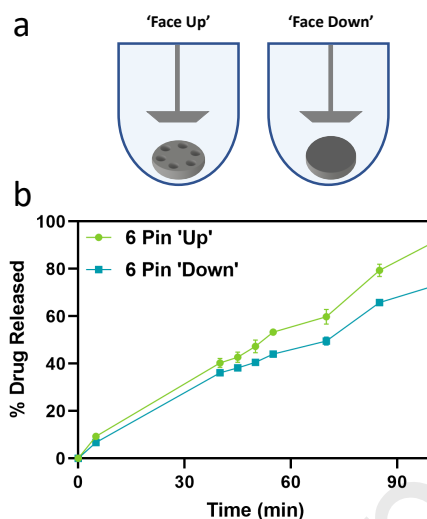 a
'Face Up'
'Face Down'
b
100
80
60
40
20
0
6 Pin 'Up'
6 Pin 'Down'
% Drug Released
0
30
60
90
Time (min)